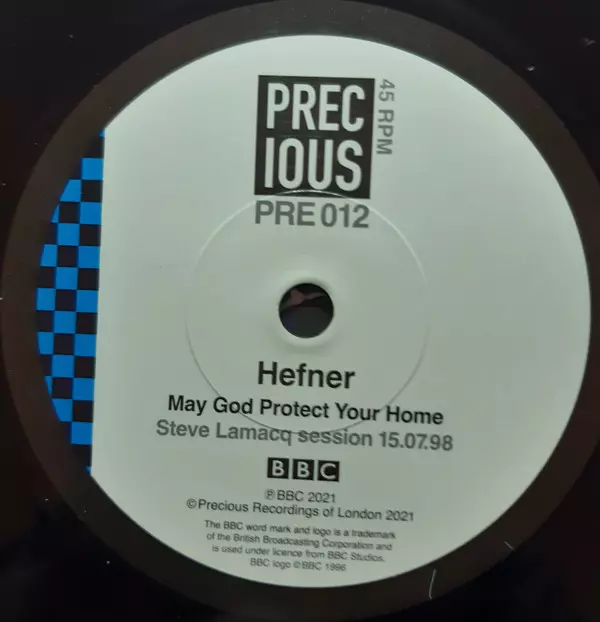 PREC
IOUS
45 RPM
PRE 012
Hefner
May God Protect Your Home
Steve Lamacq session 15.07.98
BBC
℗ BBC 2021
© Precious Recordings of London 2021
The BBC word mark and logo is a trademark
of the British Broadcasting Corporation and
is used under licence from BBC Studios.
BBC logo © BBC 1996